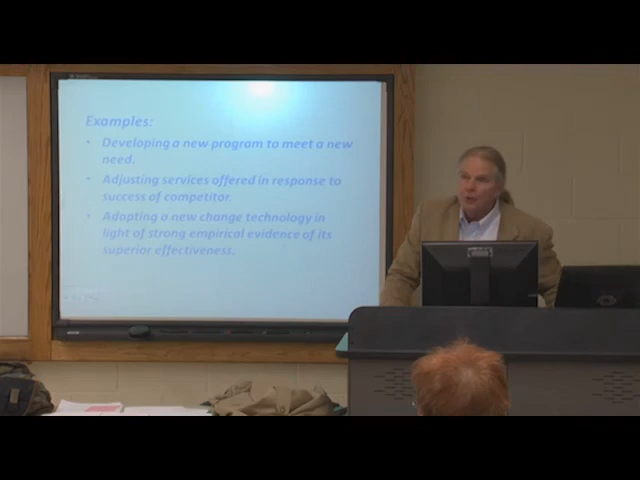 Examples:
• Developing a new program to meet a new
need.
• Adjusting services offered in response to
success of competitor.
• Adopting a new change technology in
light of strong empirical evidence of its
superior effectiveness.